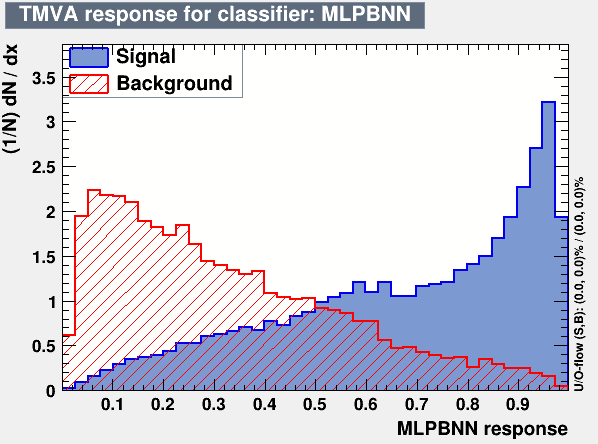 TMVA response for classifier: MLPBNN
(1/N) dN / dx
Signal
Background
3.5
3
2.5
2
1.5
1
0.5
0
0.1 0.2 0.3 0.4 0.5 0.6 0.7 0.8 0.9
MLPBNN response
U/O-flow (S,B): (0.0, 0.0)% / (0.0, 0.0)%